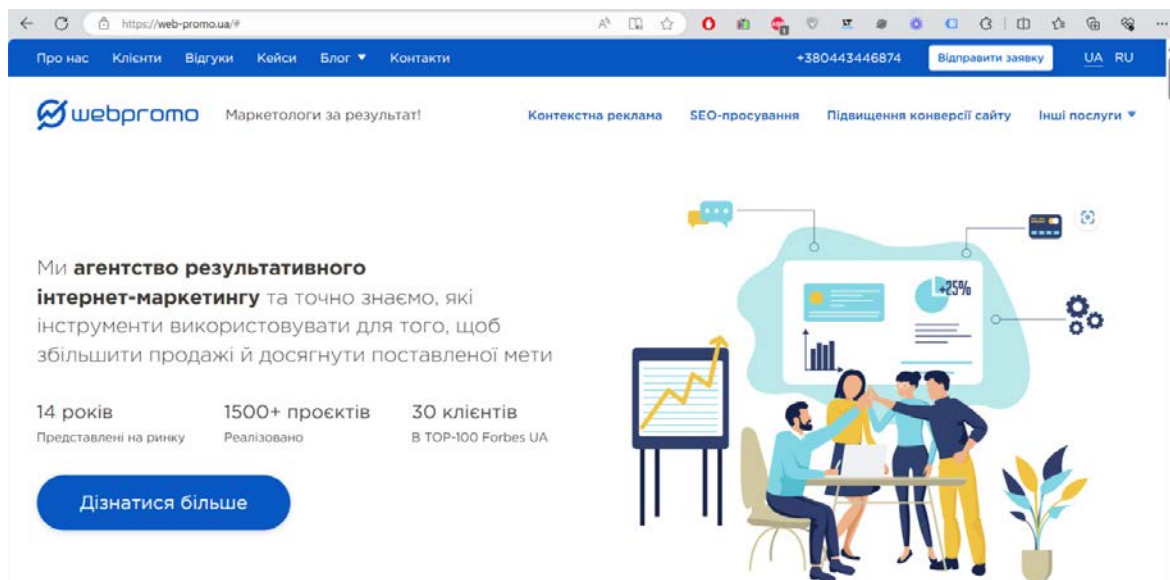 https://web-promo.ua/#
Про нас Клієнти Відгуки Кейси Блог Контакти +380443446874 Відправити заявку UA RU
webpromo Маркетологи за результат! Контекстна реклама SEO-просування Підвищення конверсії сайту Інші послуги
Ми агентство результативного
інтернет-маркетингу та точно знаємо, які
інструменти використовувати для того, щоб
збільшити продажі й досягнути поставленої мети
14 років 1500+ проєктів 30 клієнтів
Представлені на ринку Реалізовано В TOP-100 Forbes UA
Дізнатися більше
+25%